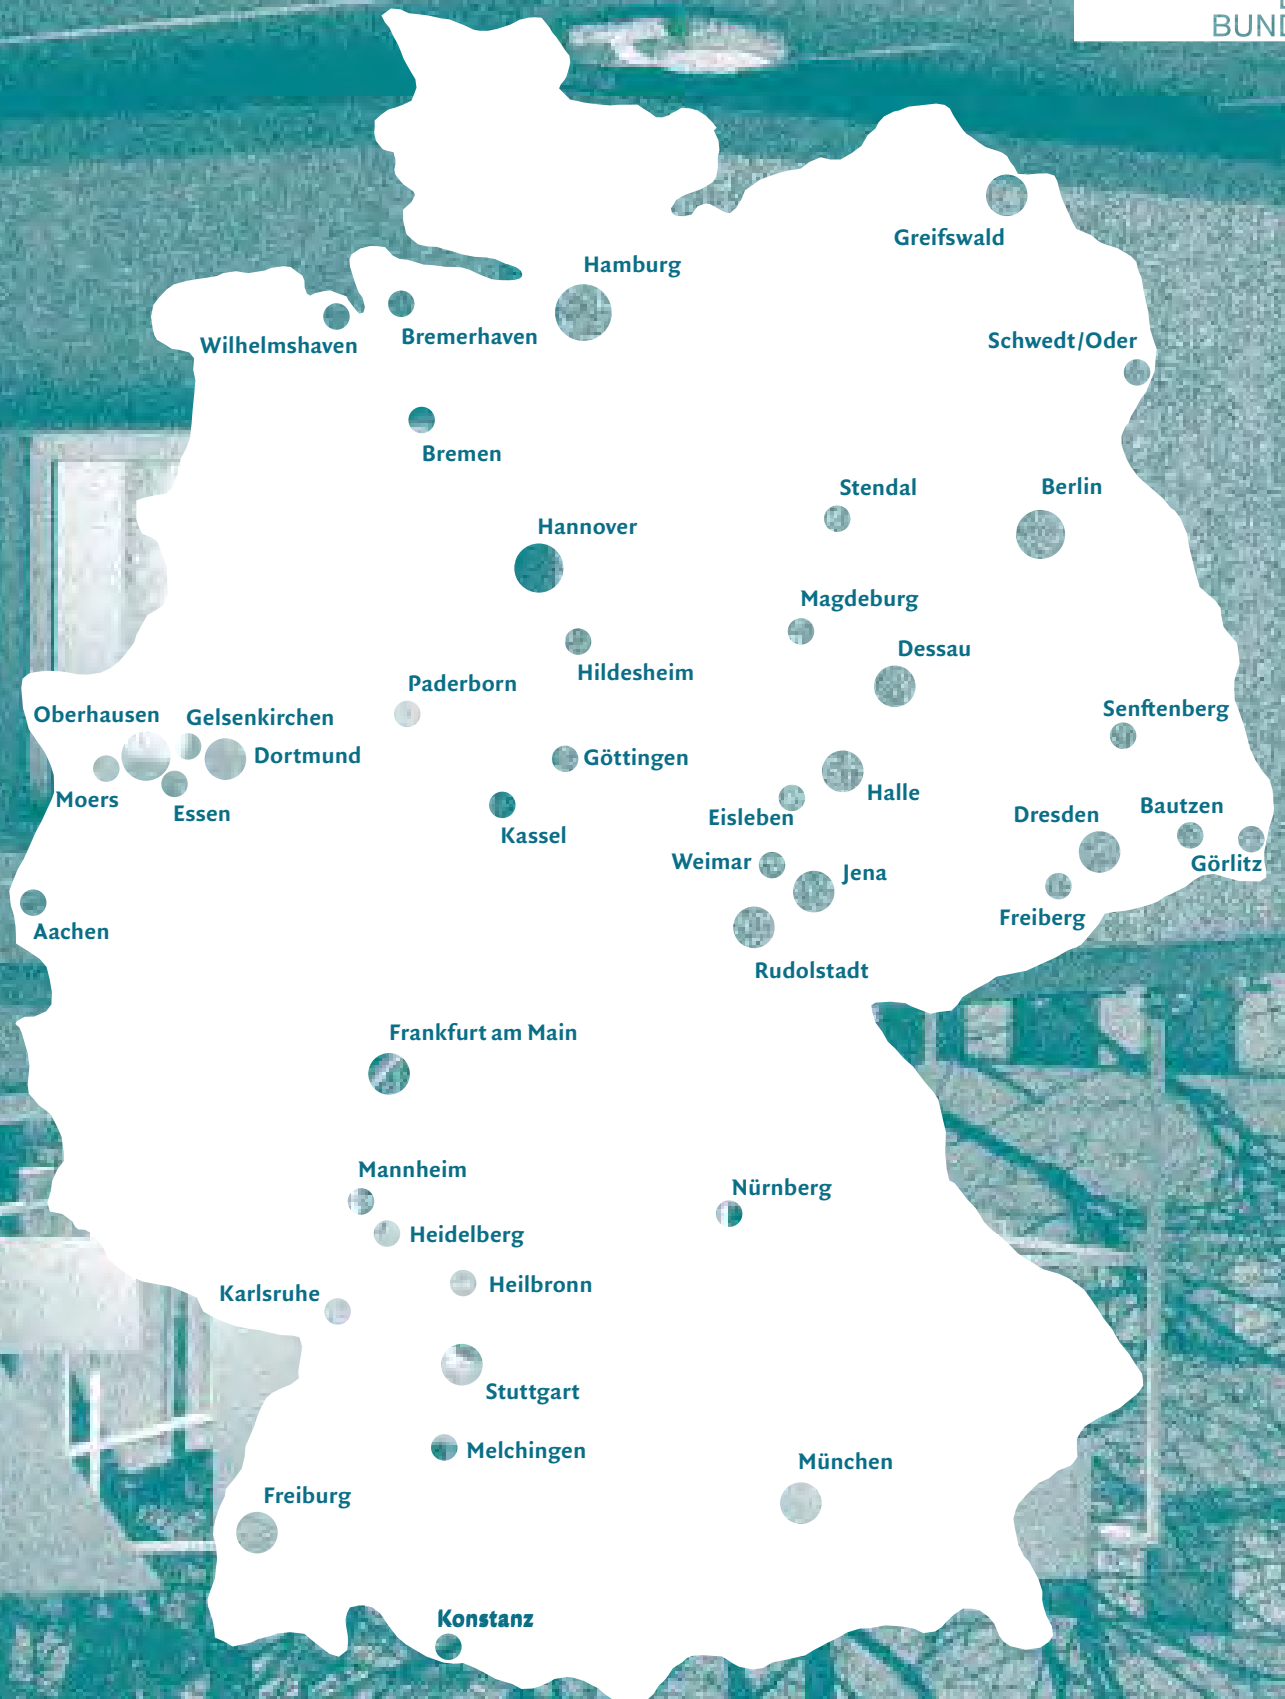 BUND
Greifswald
Hamburg
Bremerhaven
Wilhelmshaven
Schwedt/Oder
Bremen
Stendal
Berlin
Hannover
Magdeburg
Dessau
Hildesheim
Paderborn
Senftenberg
Oberhausen
Gelsenkirchen
Dortmund
Göttingen
Moers
Essen
Halle
Eisleben
Kassel
Dresden
Bautzen
Weimar
Jena
Görlitz
Freiberg
Aachen
Rudolstadt
Frankfurt am Main
Mannheim
Nürnberg
Heidelberg
Heilbronn
Karlsruhe
Stuttgart
Melchingen
München
Freiburg
Konstanz